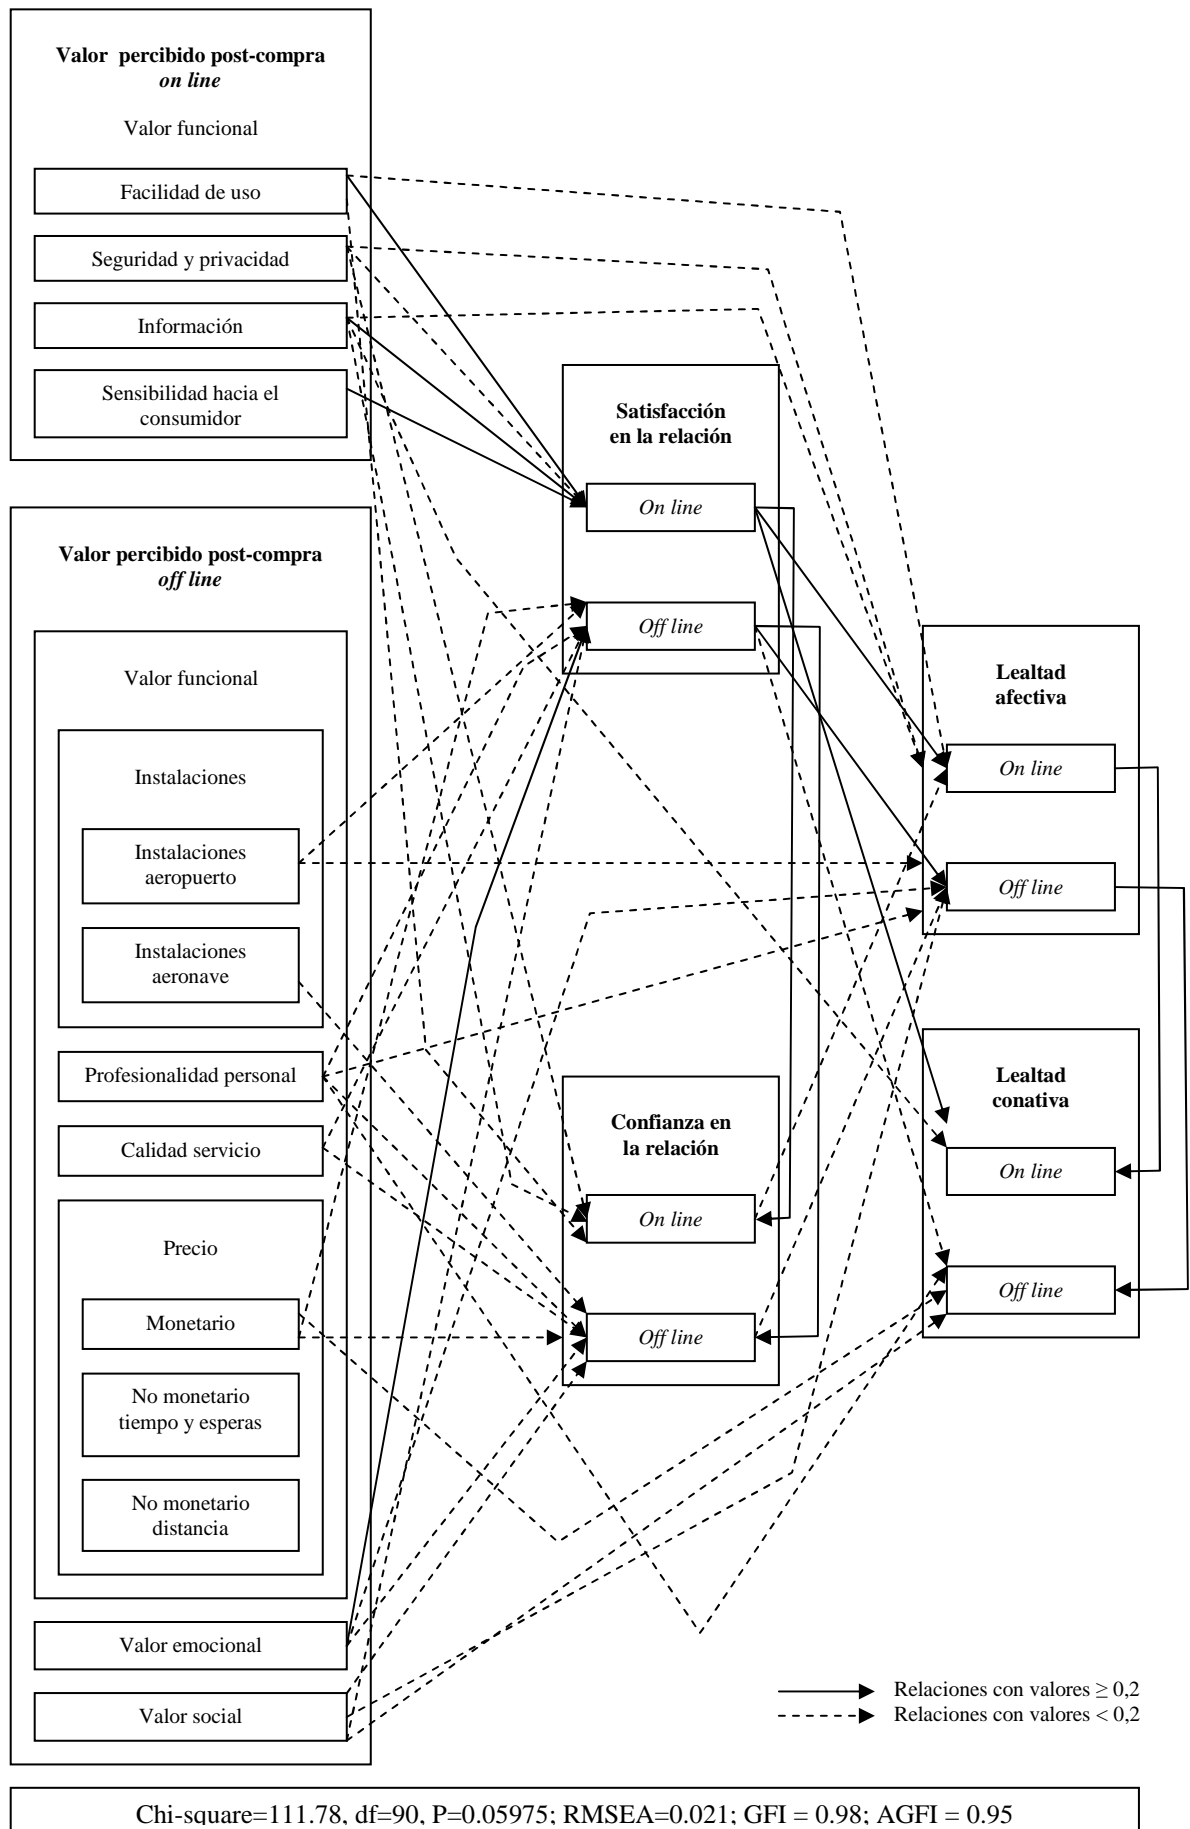 Valor percibido post-compra
on line
Valor funcional
Facilidad de uso
Seguridad y privacidad
Información
Sensibilidad hacia el
consumidor
Satisfacción
en la relación
On line
Off line
Valor percibido post-compra
off line
Valor funcional
Instalaciones
Instalaciones
aeropuerto
Instalaciones
aeronave
Profesionalidad personal
Calidad servicio
Precio
Monetario
No monetario
tiempo y esperas
No monetario
distancia
Valor emocional
Valor social
Lealtad
afectiva
On line
Off line
Confianza en
la relación
On line
Off line
Lealtad
conativa
On line
Off line
Relaciones con valores ≥ 0,2
Relaciones con valores < 0,2
Chi-square=111.78, df=90, P=0.05975; RMSEA=0.021; GFI = 0.98; AGFI = 0.95